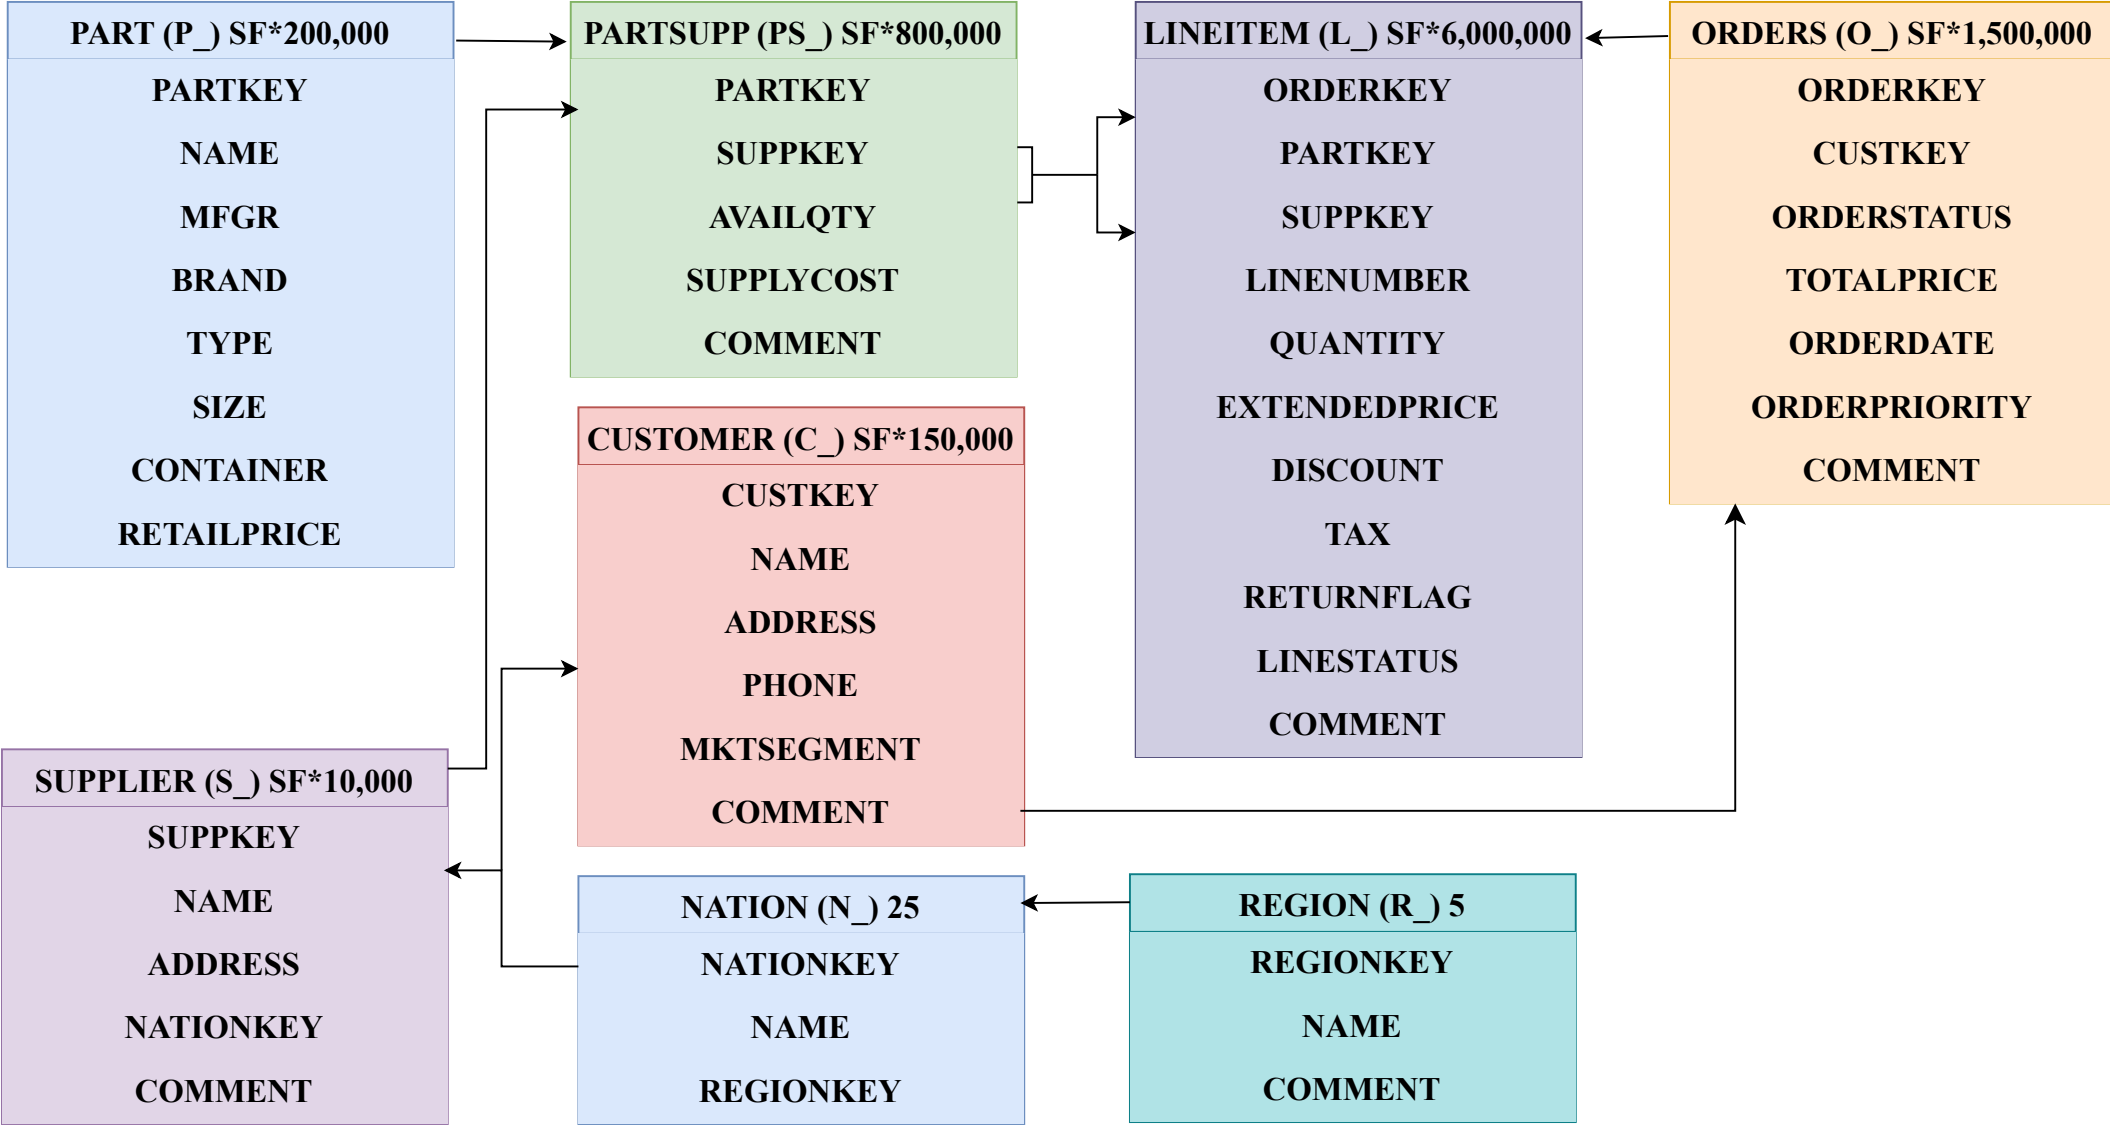 PART (P_) SF*200,000
PARTKEY
NAME
MFGR
BRAND
TYPE
SIZE
CONTAINER
RETAILPRICE
PARTSUPP (PS_) SF*800,000
PARTKEY
SUPPKEY
AVAILQTY
SUPPLYCOST
COMMENT
LINEITEM (L_) SF*6,000,000
ORDERKEY
PARTKEY
SUPPKEY
LINENUMBER
QUANTITY
EXTENDEDPRICE
DISCOUNT
TAX
RETURNFLAG
LINESTATUS
COMMENT
ORDERS (O_) SF*1,500,000
ORDERKEY
CUSTKEY
ORDERSTATUS
TOTALPRICE
ORDERDATE
ORDERPRIORITY
COMMENT
CUSTOMER (C_) SF*150,000
CUSTKEY
NAME
ADDRESS
PHONE
MKTSEGMENT
COMMENT
SUPPLIER (S_) SF*10,000
SUPPKEY
NAME
ADDRESS
NATIONKEY
COMMENT
NATION (N_) 25
NATIONKEY
NAME
REGIONKEY
REGION (R_) 5
REGIONKEY
NAME
COMMENT